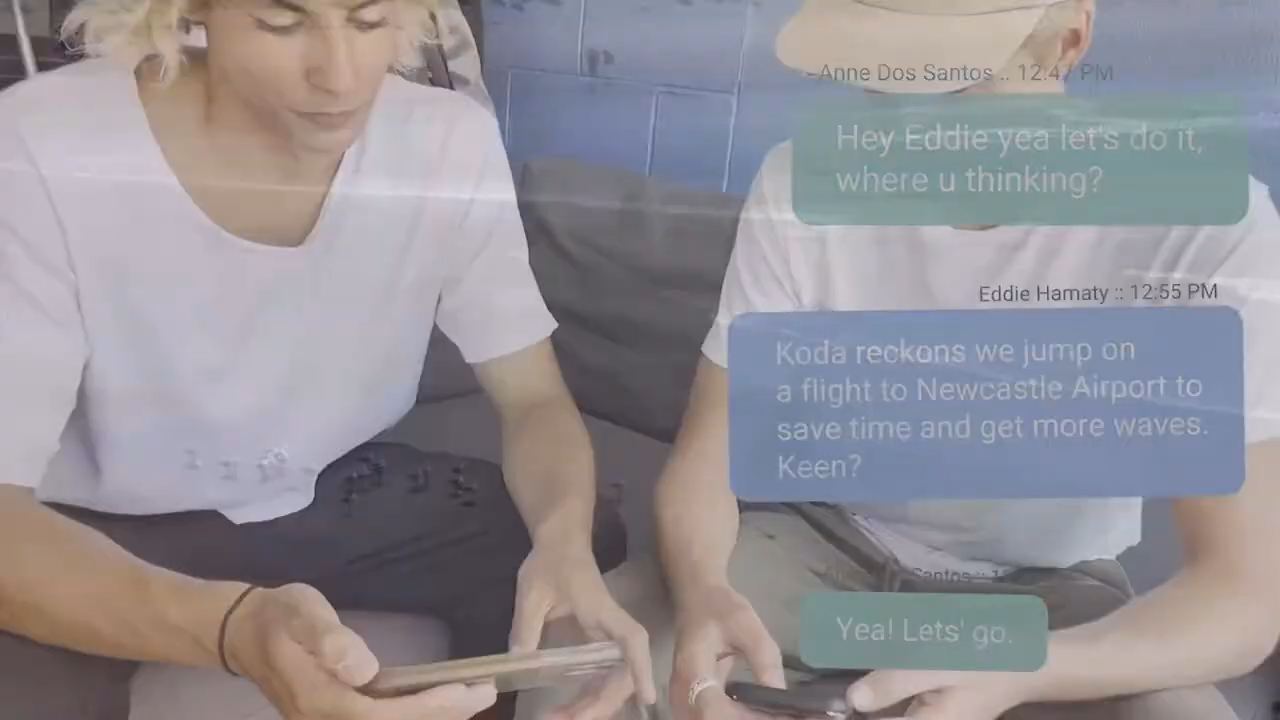 Anne Dos Santos .. 12:47 PM
Hey Eddie yea let's do it,
where u thinking?
Eddie Hamaty :: 12:55 PM
Koda reckons we jump on
a flight to Newcastle Airport to
save time and get more waves.
Keen?
Santos :: 1
Yea! Lets' go.